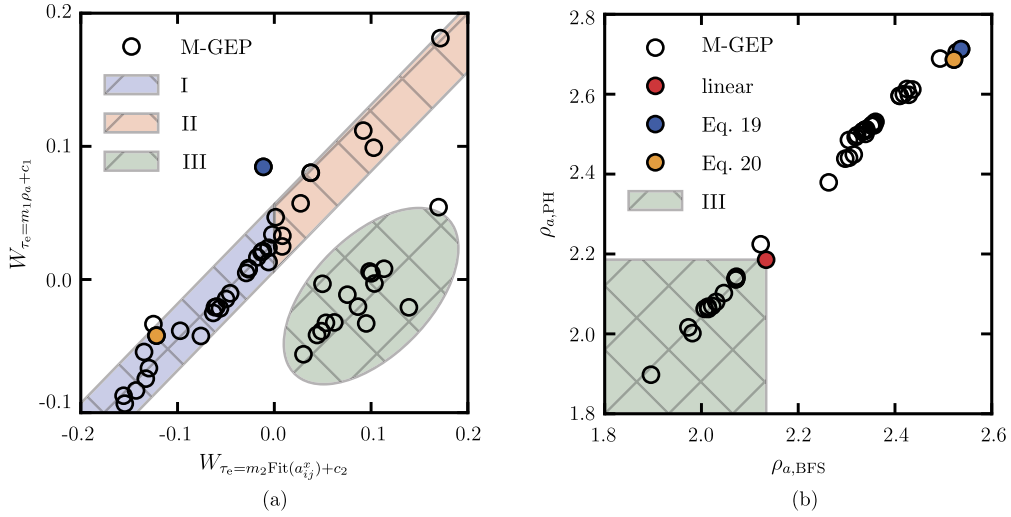 0.2
0.1
0.0
-0.1
W_{τ_e=m_1ρ_a+c_1}
M-GEP
I
II
III
-0.2
-0.1
0.0
0.1
0.2
W_{τ_e=m_2Fit(a_{ij}^x)+c_2}
(a)
2.8
2.6
2.4
2.2
2.0
1.8
ρ_{a,PH}
M-GEP
linear
Eq. 19
Eq. 20
III
1.8
2.0
2.2
2.4
2.6
ρ_{a,BFS}
(b)